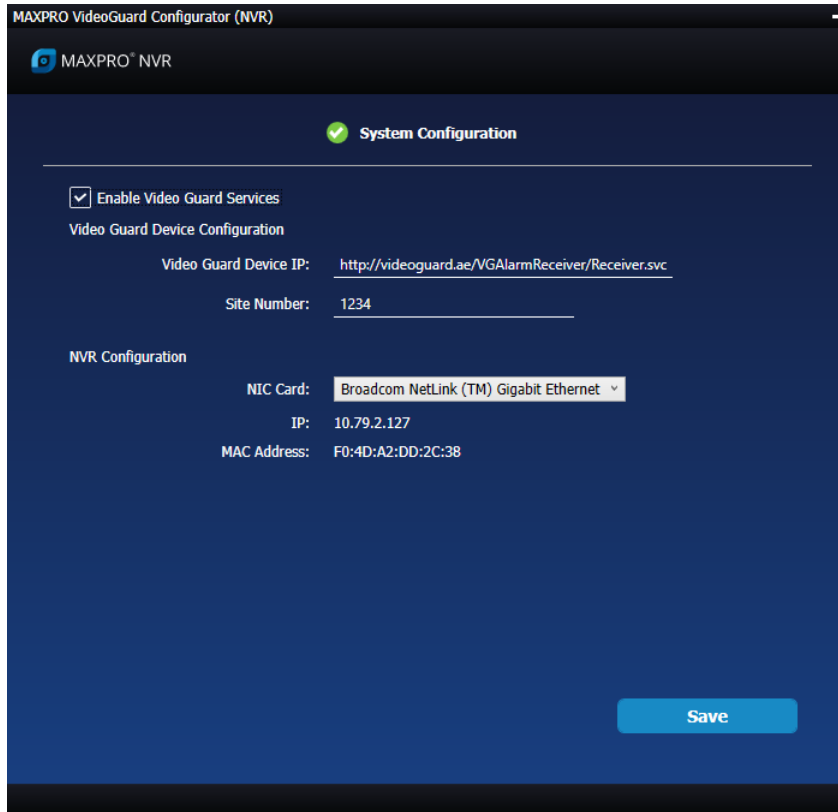 MAXPRO VideoGuard Configurator (NVR)
MAXPRO® NVR
System Configuration
Enable Video Guard Services
Video Guard Device Configuration
Video Guard Device IP: http://videoguard.ae/VGAlarmReceiver/Receiver.svc
Site Number: 1234
NVR Configuration
NIC Card: Broadcom NetLink (TM) Gigabit Ethernet
IP: 10.79.2.127
MAC Address: F0:4D:A2:DD:2C:38
Save